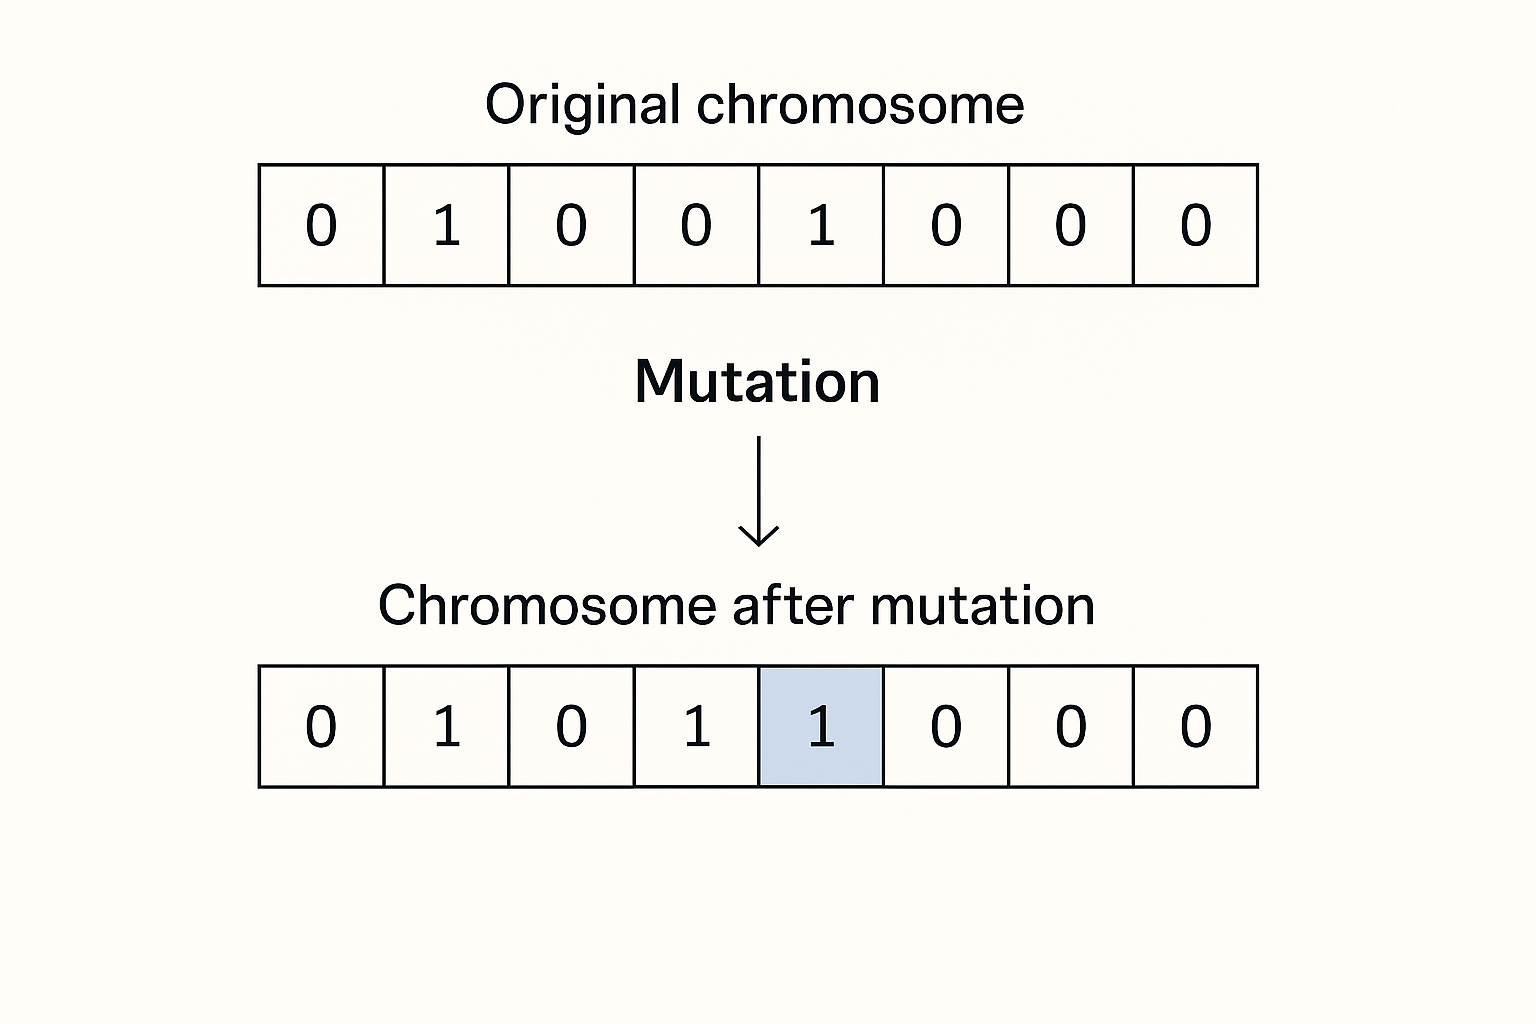 Original chromosome
0 1 0 0 1 0 0 0
Mutation
Chromosome after mutation
0 1 0 1 1 0 0 0